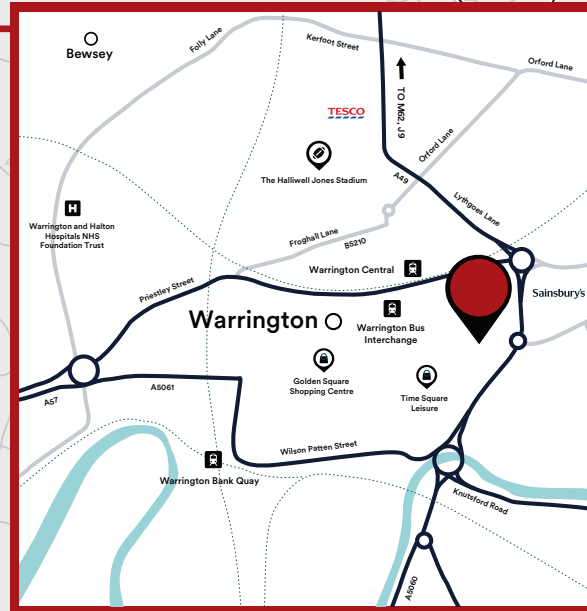 Bewsey
Folly Lane
Kerfoot Street
Orford Lane
TO M62, J9
TESCO
Orford Lane
The Halliwell Jones Stadium
A49
Lythgoes Lane
Warrington and Halton
Hospitals NHS
Foundation Trust
Froghall Lane
B5210
Warrington Central
Priestley Street
Sainsbury's
Warrington
Warrington Bus
Interchange
Golden Square
Shopping Centre
Time Square
Leisure
A57
A5061
Wilson Patten Street
Warrington Bank Quay
Knutsford Road
A5060